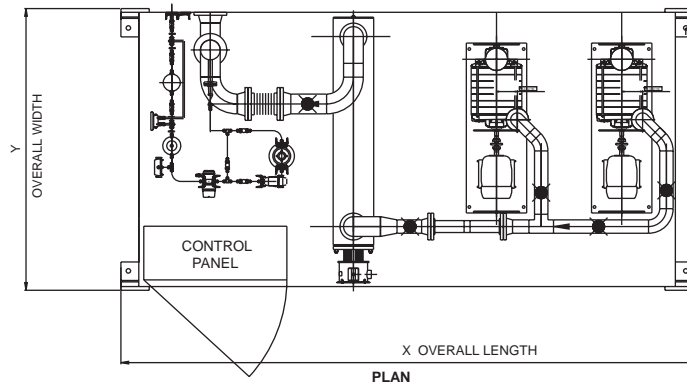 Y
OVERALL WIDTH
CONTROL
PANEL
X OVERALL LENGTH
PLAN